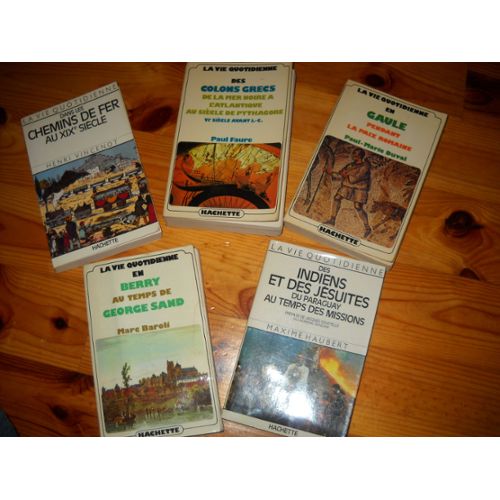 LA VIE QUOTIDIENNE
DANS LES
CHEMINS DE FER
AU XIXe SIÈCLE
HENRI VINCENOT
HACHETTE
LA VIE QUOTIDIENNE
DES
COLONS GRECS
DE LA MER NOIRE A
L'ATLANTIQUE
AU SIÈCLE DE PYTHAGORE
VIe SIÈCLE AVANT J.-C.
Paul Faure
HACHETTE
LA VIE QUOTIDIENNE
EN
GAULE
PENDANT
LA PAIX ROMAINE
Paul-Marie Duval
HACHETTE
LA VIE QUOTIDIENNE
EN
BERRY
AU TEMPS DE
GEORGE SAND
Marc Baroli
HACHETTE
LA VIE QUOTIDIENNE
DES
INDIENS
ET DES JÉSUITES
DU PARAGUAY
AU TEMPS DES MISSIONS
MAXIME HAUBERT
HACHETTE